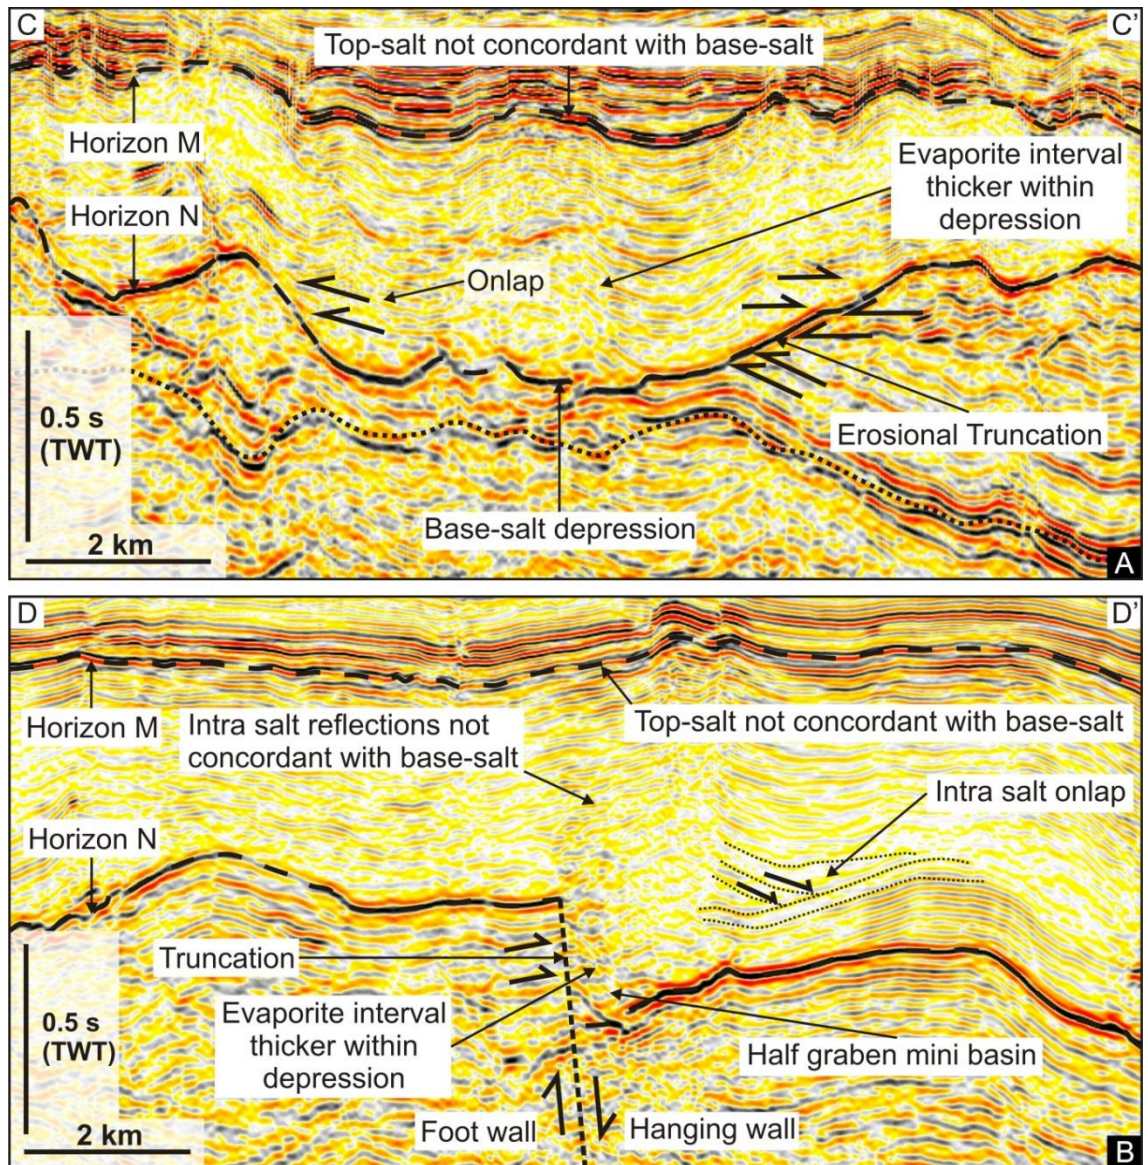 C
C'
Top-salt not concordant with base-salt
Horizon M
Evaporite interval
thicker within
depression
Horizon N
Onlap
0.5 s
(TWT)
Erosional Truncation
Base-salt depression
2 km
A
D
D'
Horizon M
Intra salt reflections not
concordant with base-salt
Top-salt not concordant with base-salt
Intra salt onlap
Horizon N
Truncation
0.5 s
(TWT)
Evaporite interval
thicker within
depression
Half graben mini basin
2 km
Foot wall
Hanging wall
B